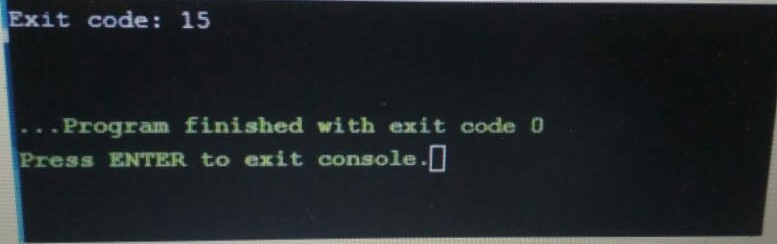 Exit code: 15
...Program finished with exit code 0
Press ENTER to exit console.